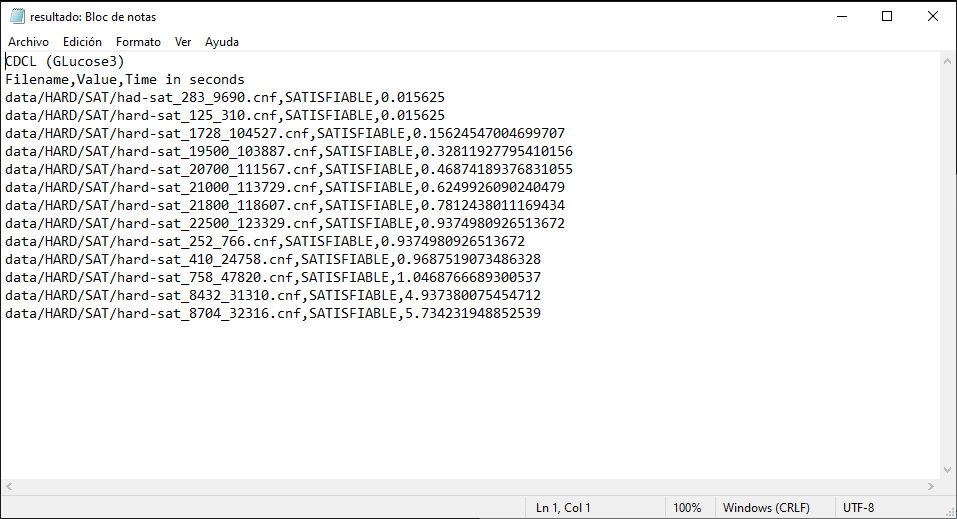 resultado: Bloc de notas
Archivo Edición Formato Ver Ayuda
CDCL (GLucose3)
Filename,Value,Time in seconds
data/HARD/SAT/had-sat_283_9690.cnf,SATISFIABLE,0.015625
data/HARD/SAT/hard-sat_125_310.cnf,SATISFIABLE,0.015625
data/HARD/SAT/hard-sat_1728_104527.cnf,SATISFIABLE,0.15624547004699707
data/HARD/SAT/hard-sat_19500_103887.cnf,SATISFIABLE,0.32811927795410156
data/HARD/SAT/hard-sat_20700_111567.cnf,SATISFIABLE,0.46874189376831055
data/HARD/SAT/hard-sat_21000_113729.cnf,SATISFIABLE,0.6249926090240479
data/HARD/SAT/hard-sat_21800_118607.cnf,SATISFIABLE,0.7812438011169434
data/HARD/SAT/hard-sat_22500_123329.cnf,SATISFIABLE,0.9374980926513672
data/HARD/SAT/hard-sat_252_766.cnf,SATISFIABLE,0.9374980926513672
data/HARD/SAT/hard-sat_410_24758.cnf,SATISFIABLE,0.9687519073486328
data/HARD/SAT/hard-sat_758_47820.cnf,SATISFIABLE,1.0468766689300537
data/HARD/SAT/hard-sat_8432_31310.cnf,SATISFIABLE,4.937380075454712
data/HARD/SAT/hard-sat_8704_32316.cnf,SATISFIABLE,5.734231948852539
Ln 1, Col 1 100% Windows (CRLF) UTF-8